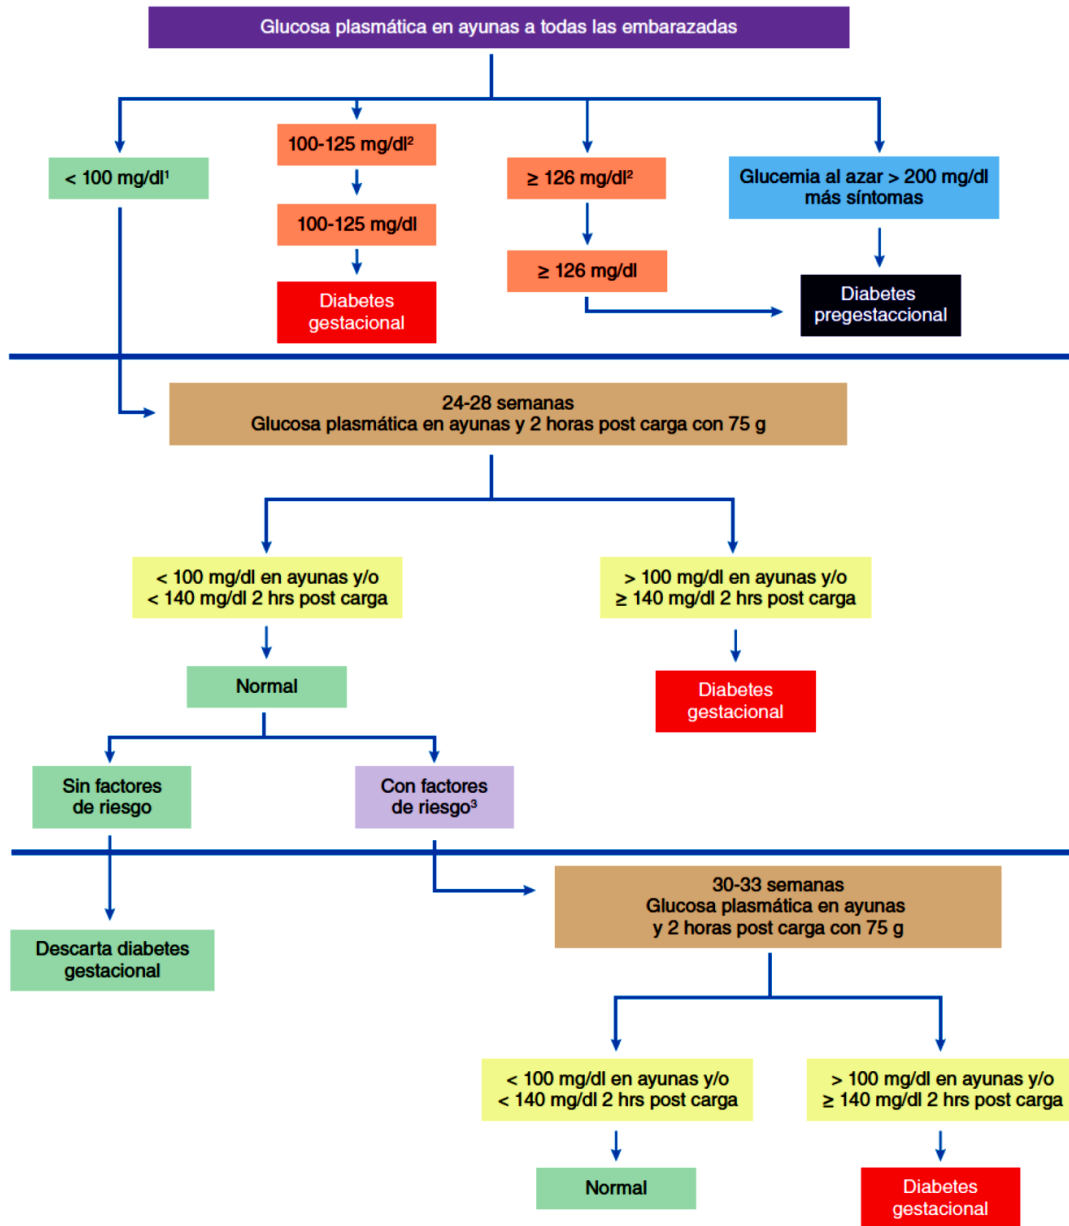 Glucosa plasmática en ayunas a todas las embarazadas
< 100 mg/dl¹
100-125 mg/dl²
100-125 mg/dl
Diabetes
gestacional
≥ 126 mg/dl²
≥ 126 mg/dl
Glucemia al azar > 200 mg/dl
más síntomas
Diabetes
pregestaccional
24-28 semanas
Glucosa plasmática en ayunas y 2 horas post carga con 75 g
< 100 mg/dl en ayunas y/o
< 140 mg/dl 2 hrs post carga
Normal
> 100 mg/dl en ayunas y/o
≥ 140 mg/dl 2 hrs post carga
Diabetes
gestacional
Sin factores
de riesgo
Con factores
de riesgo³
Descarta diabetes
gestacional
30-33 semanas
Glucosa plasmática en ayunas
y 2 horas post carga con 75 g
< 100 mg/dl en ayunas y/o
< 140 mg/dl 2 hrs post carga
Normal
> 100 mg/dl en ayunas y/o
≥ 140 mg/dl 2 hrs post carga
Diabetes
gestacional